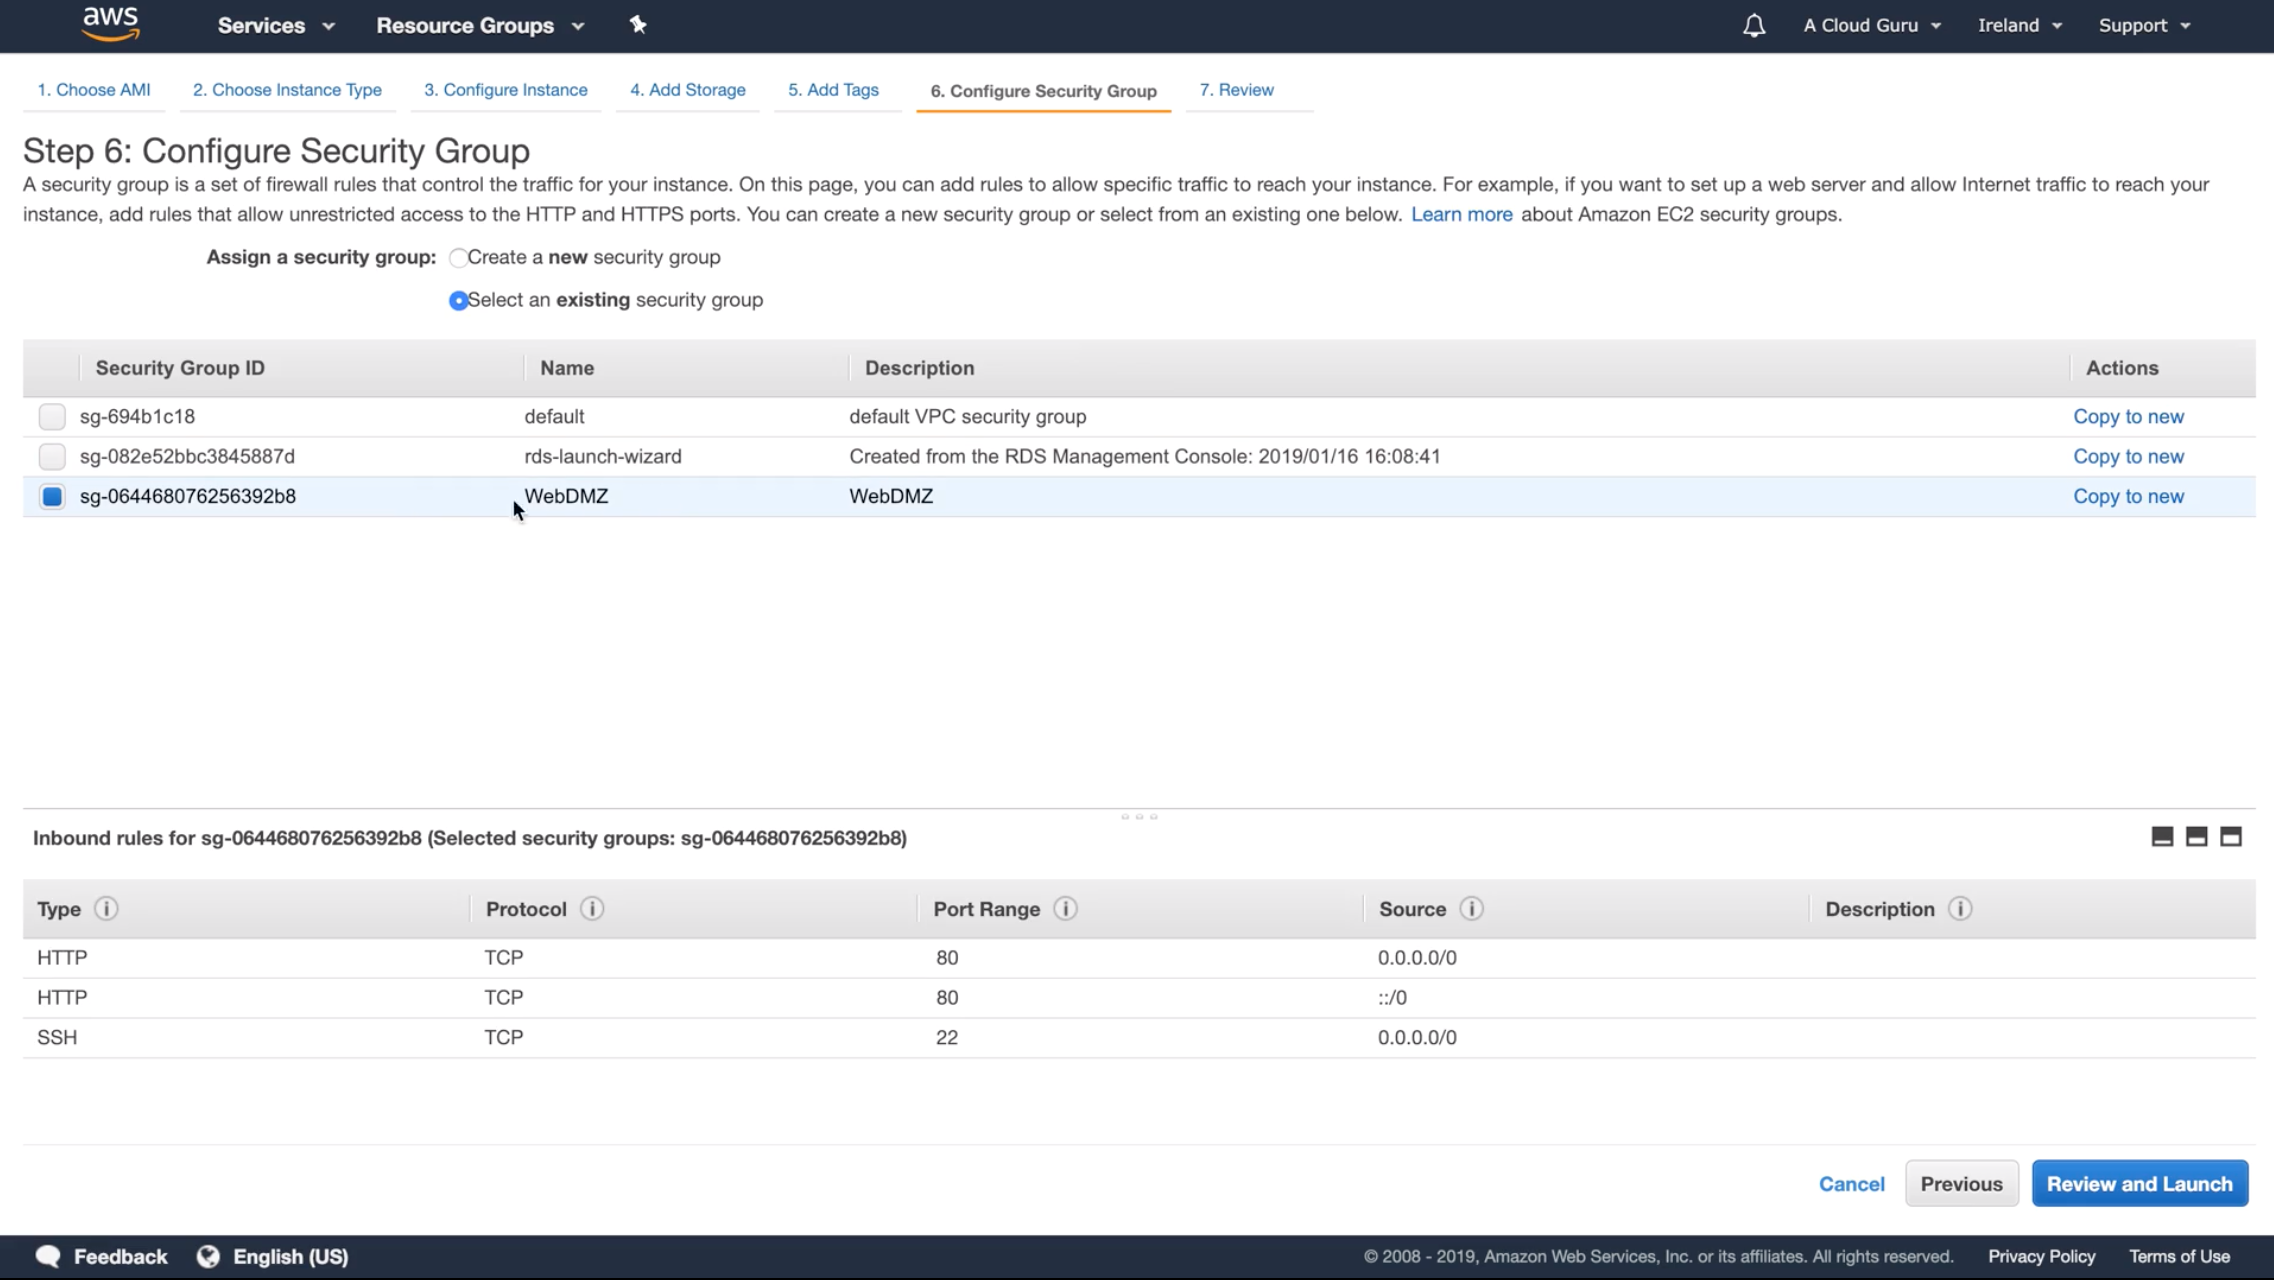 aws Services Resource Groups A Cloud Guru Ireland Support
1. Choose AMI 2. Choose Instance Type 3. Configure Instance 4. Add Storage 5. Add Tags 6. Configure Security Group 7. Review
Step 6: Configure Security Group
A security group is a set of firewall rules that control the traffic for your instance. On this page, you can add rules to allow specific traffic to reach your instance. For example, if you want to set up a web server and allow Internet traffic to reach your
instance, add rules that allow unrestricted access to the HTTP and HTTPS ports. You can create a new security group or select from an existing one below. Learn more about Amazon EC2 security groups.
Assign a security group: Create a new security group
Select an existing security group
Security Group ID Name Description Actions
sg-694b1c18 default default VPC security group Copy to new
sg-082e52bbc3845887d rds-launch-wizard Created from the RDS Management Console: 2019/01/16 16:08:41 Copy to new
sg-064468076256392b8 WebDMZ WebDMZ Copy to new
Inbound rules for sg-064468076256392b8 (Selected security groups: sg-064468076256392b8)
Type i Protocol i Port Range i Source i Description i
HTTP TCP 80 0.0.0.0/0
HTTP TCP 80 ::/0
SSH TCP 22 0.0.0.0/0
Cancel Previous Review and Launch
Feedback English (US) © 2008 - 2019, Amazon Web Services, Inc. or its affiliates. All rights reserved. Privacy Policy Terms of Use